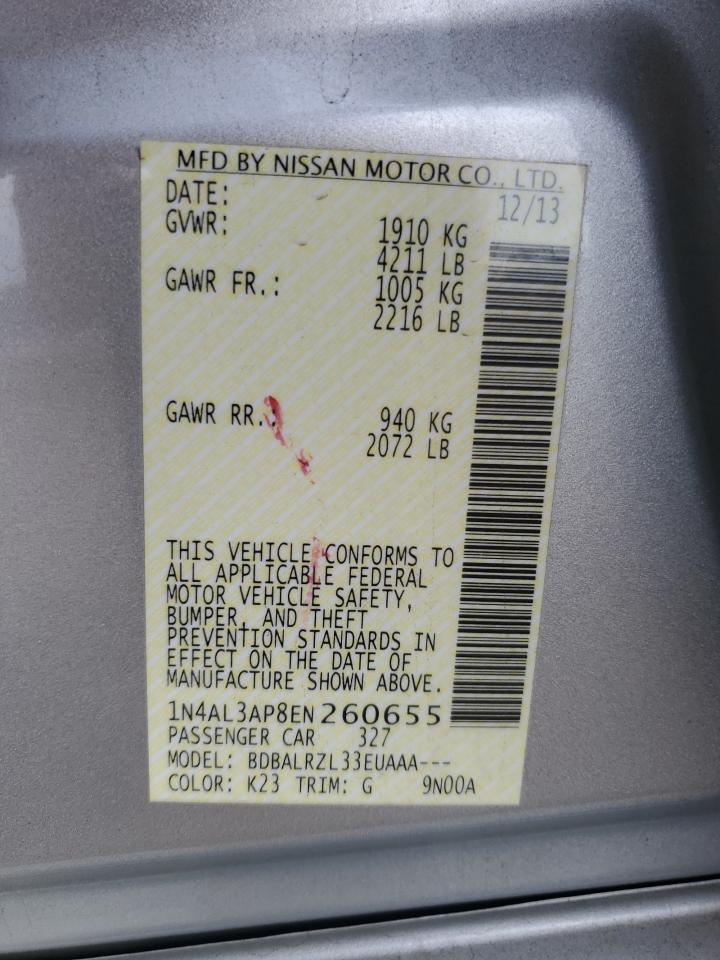 MFD BY NISSAN MOTOR CO., LTD.
DATE: 12/13
GVWR: 1910 KG
4211 LB
GAWR FR.: 1005 KG
2216 LB
GAWR RR.: 940 KG
2072 LB
THIS VEHICLE CONFORMS TO
ALL APPLICABLE FEDERAL
MOTOR VEHICLE SAFETY,
BUMPER, AND THEFT
PREVENTION STANDARDS IN
EFFECT ON THE DATE OF
MANUFACTURE SHOWN ABOVE.
1N4AL3AP8EN260655
PASSENGER CAR 327
MODEL: BDBALRZL33EUAAA---
COLOR: K23 TRIM: G 9N00A